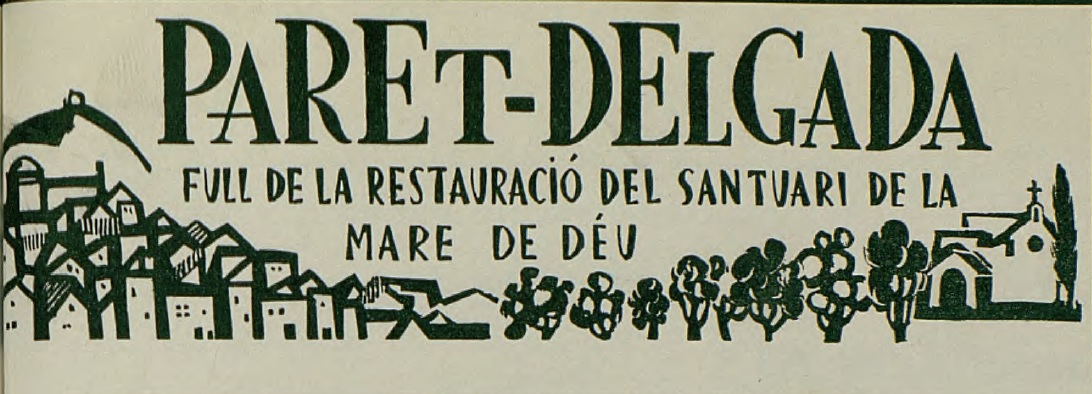 PARET-DELGADA
FULL DE LA RESTAURACIÓ DEL SANTUARI DE LA
MARE DE DÉU